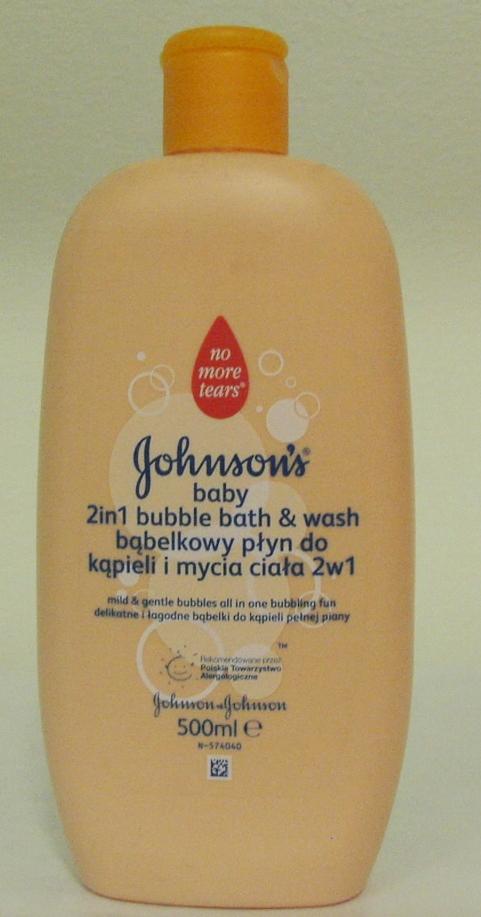 no
more
tears®
Johnson's®
baby
2in1 bubble bath & wash
bąbelkowy płyn do
kąpieli i mycia ciała 2w1
mild & gentle bubbles all in one bubbling fun
delikatne i łagodne bąbelki do kąpieli pełnej piany
™
Rekomendowane przez
Polskie Towarzystwo
Alergologiczne
Johnson & Johnson
500ml ℮
N-574040